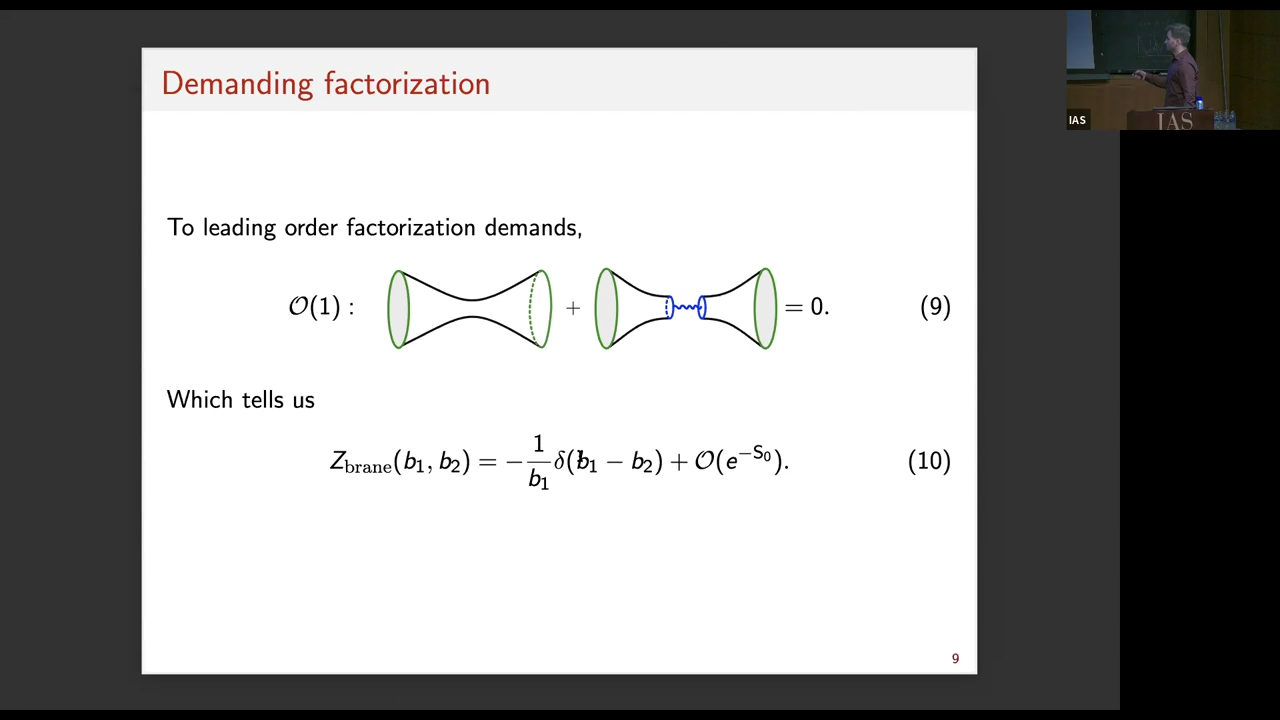 Demanding factorization
To leading order factorization demands,
𝒪(1) : + = 0. (9)
Which tells us
Z_brane(b₁, b₂) = −1/b₁ δ(b₁ − b₂) + 𝒪(e^{−S₀}). (10)
9
IAS
IAS